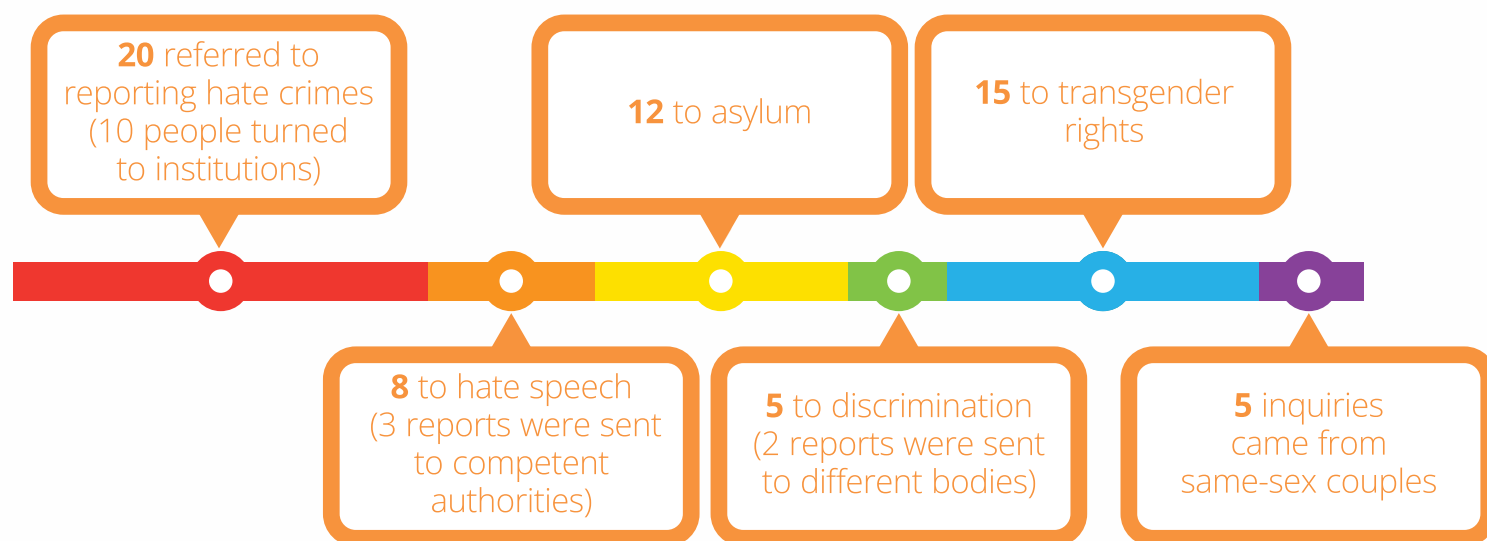 20 referred to
reporting hate crimes
(10 people turned
to institutions)
12 to asylum
15 to transgender
rights
8 to hate speech
(3 reports were sent
to competent
authorities)
5 to discrimination
(2 reports were sent
to different bodies)
5 inquiries
came from
same-sex couples